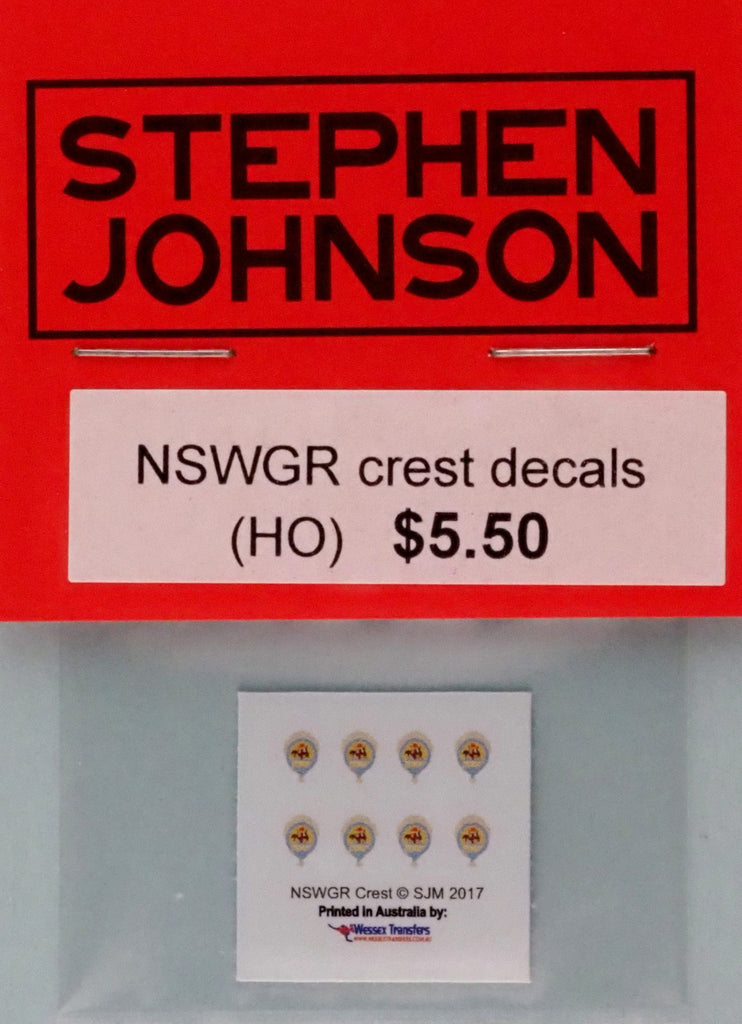 STEPHEN
JOHNSON
NSWGR crest decals
(HO) $5.50
NSWGR Crest © SJM 2017
Printed in Australia by:
Wessex Transfers